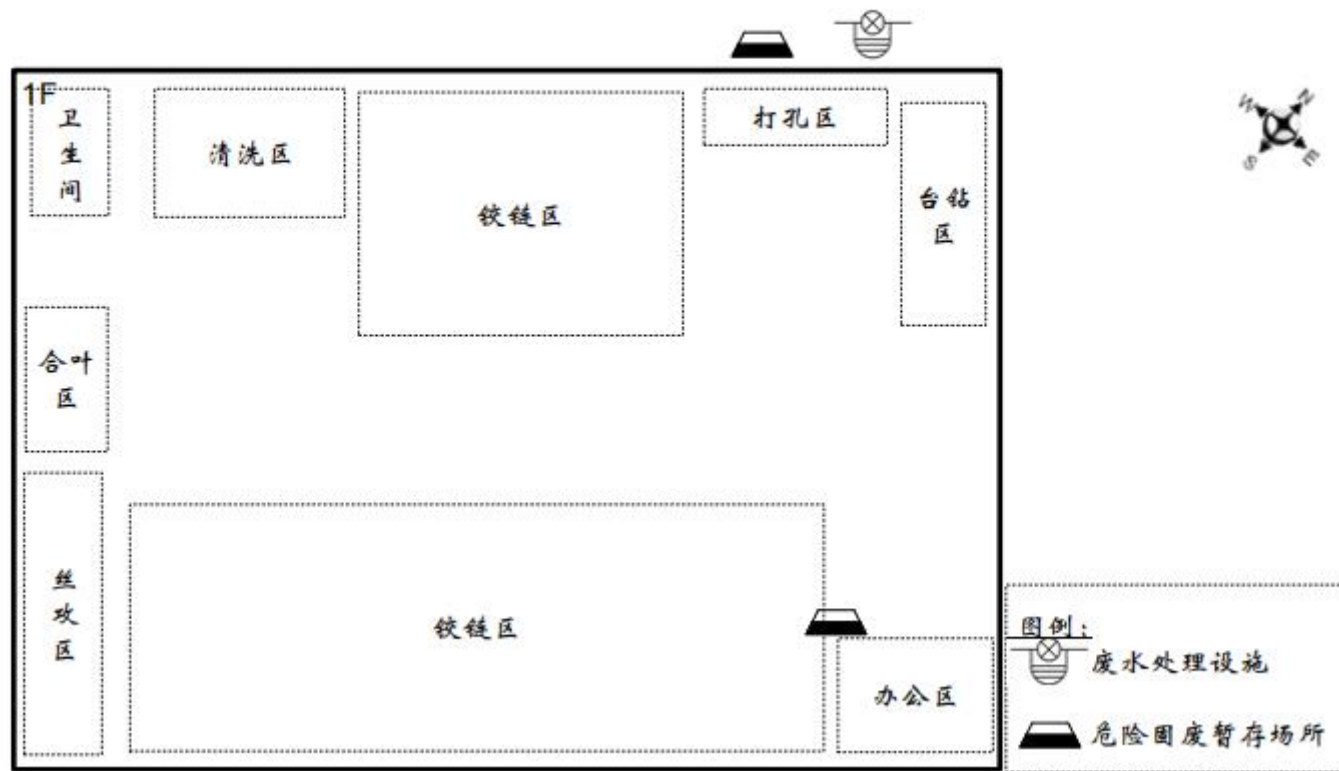 1F
卫
生
间
清洗区
铰链区
打孔区
台钻
区
W
N
S
E
合叶
区
丝
攻
区
铰链区
办公区
图例:
废水处理设施
危险固废暂存场所